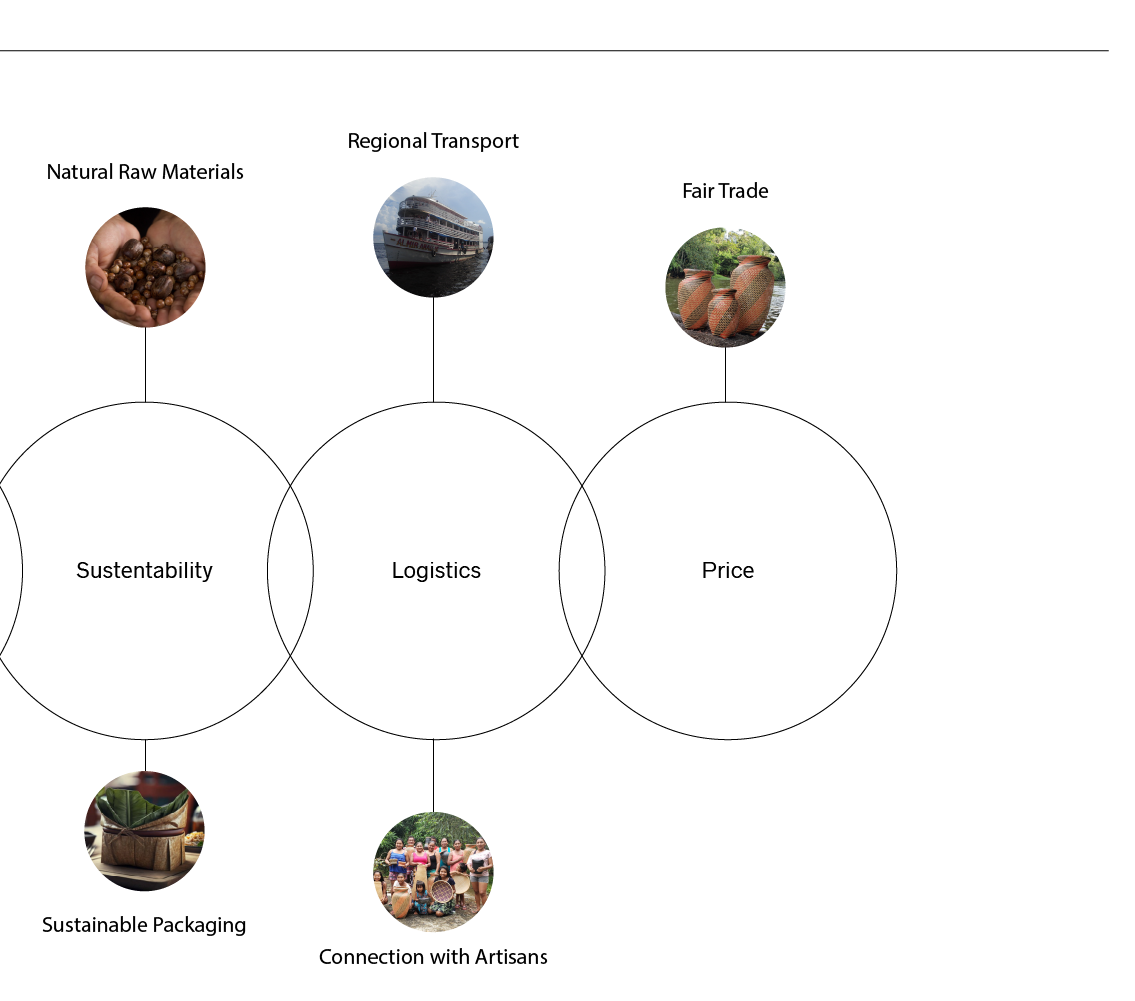 Regional Transport
Natural Raw Materials
Fair Trade
Sustentability
Logistics
Price
Sustainable Packaging
Connection with Artisans